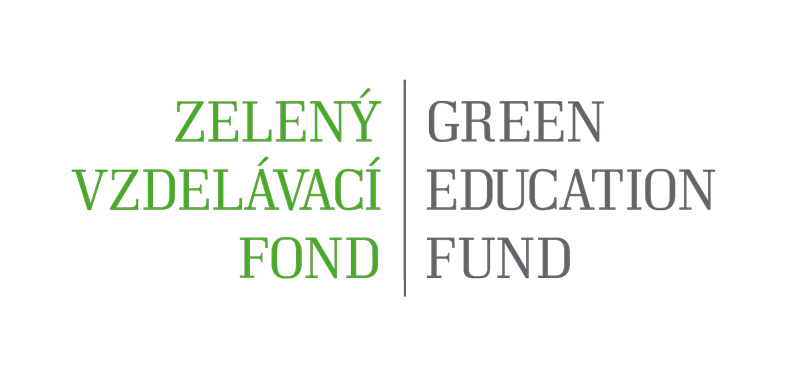 ZELENÝ
VZDELÁVACÍ
FOND
GREEN
EDUCATION
FUND